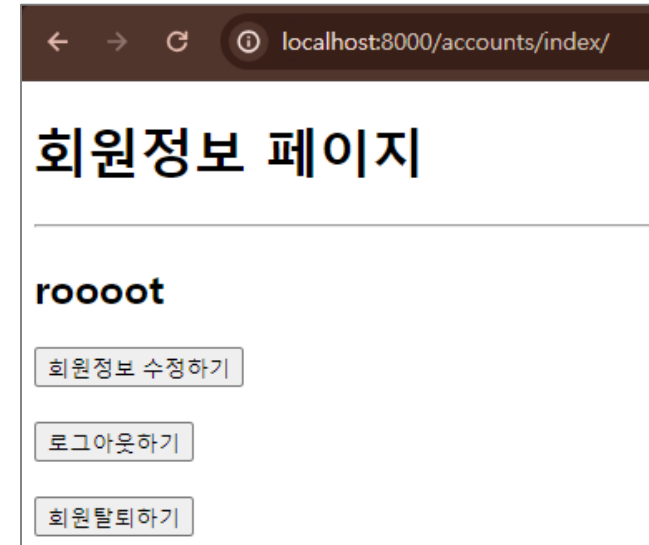 localhost:8000/accounts/index/
회원정보 페이지
roooot
회원정보 수정하기
로그아웃하기
회원탈퇴하기